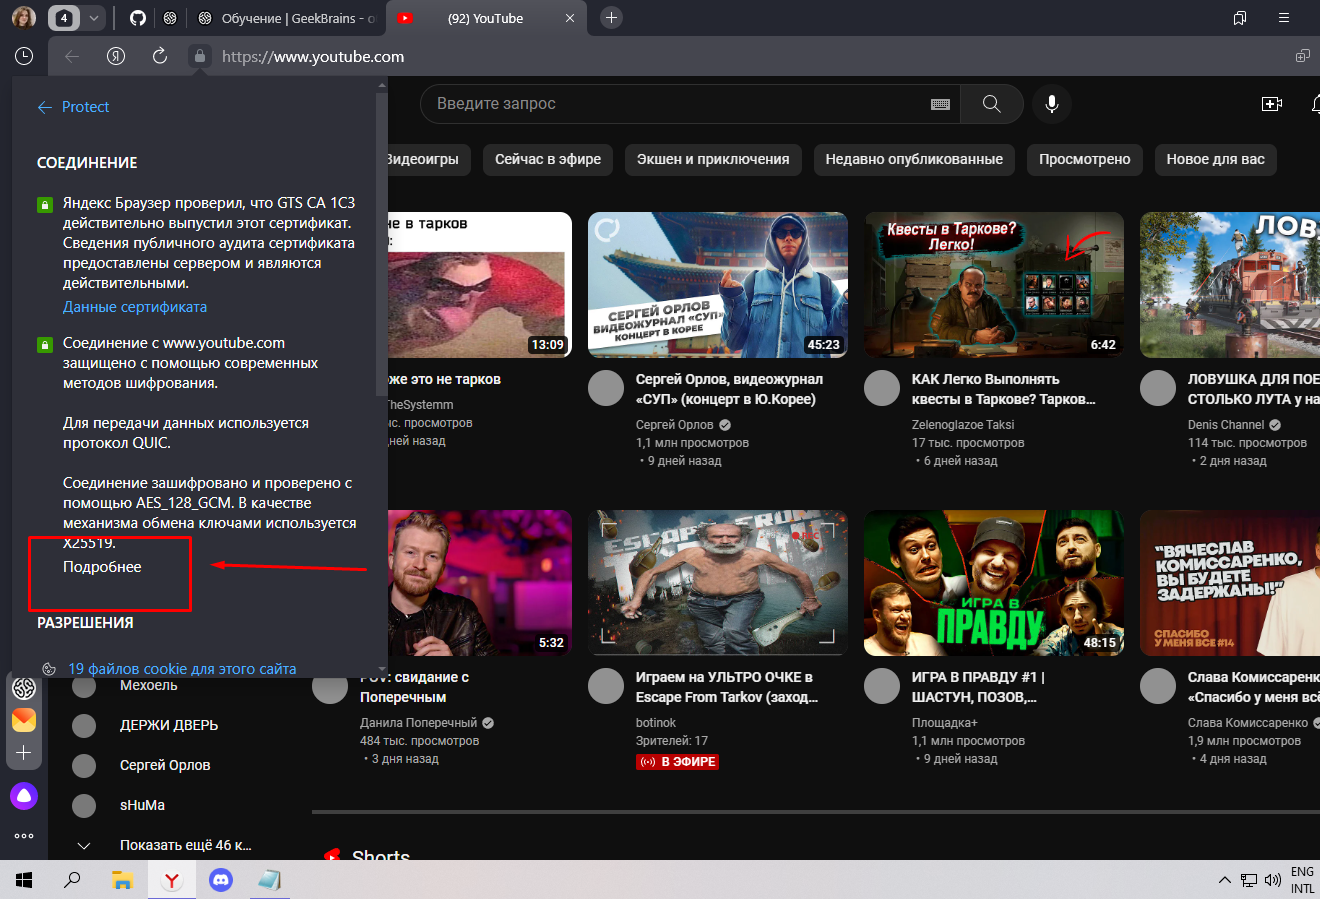 4
Обучение | GeekBrains - о
(92) YouTube
Я
https://www.youtube.com
Protect
СОЕДИНЕНИЕ
Яндекс Браузер проверил, что GTS CA 1C3
действительно выпустил этот сертификат.
Сведения публичного аудита сертификата
предоставлены сервером и являются
действительными.
Данные сертификата
Соединение с www.youtube.com
защищено с помощью современных
методов шифрования.
Для передачи данных используется
протокол QUIC.
Соединение зашифровано и проверено с
помощью AES_128_GCM. В качестве
механизма обмена ключами используется
X25519.
Подробнее
РАЗРЕШЕНИЯ
19 файлов cookie для этого сайта
Введите запрос
Видеоигры
Сейчас в эфире
Экшен и приключения
Недавно опубликованные
Просмотрено
Новое для вас
не в тарков
13:09
СЕРГЕЙ ОРЛОВ
ВИДЕОЖУРНАЛ «СУП»
КОНЦЕРТ В КОРЕЕ
45:23
Квесты в Таркове?
Легко!
6:42
ЛОВ
оже это не тарков
TheSystemm
ыс. просмотров
ней назад
Сергей Орлов, видеожурнал
«СУП» (концерт в Ю.Корее)
Сергей Орлов
1,1 млн просмотров
• 9 дней назад
КАК Легко Выполнять
квесты в Таркове? Тарков...
Zelenoglazoe Taksi
17 тыс. просмотров
• 6 дней назад
ЛОВУШКА ДЛЯ ПОЕ
СТОЛЬКО ЛУТА у на
Denis Channel
114 тыс. просмотров
• 2 дня назад
5:32
ESCAPE FROM
REC
ИГРА В
ПРАВДУ
48:15
"ВЯЧЕСЛАВ
КОМИССАРЕНКО,
ВЫ БУДЕТЕ
ЗАДЕРЖАНЫ!"
СПАСИБО
У МЕНЯ ВСЕ #14
POV: свидание с
Поперечным
Данила Поперечный
484 тыс. просмотров
• 3 дня назад
Играем на УЛЬТРО ОЧКЕ в
Escape From Tarkov (заход...
botinok
Зрителей: 17
В ЭФИРЕ
ИГРА В ПРАВДУ #1 |
ШАСТУН, ПОЗОВ,...
Площадка+
1,1 млн просмотров
• 9 дней назад
Слава Комиссаренко
«Спасибо у меня всё
Слава Комиссаренко
1,9 млн просмотров
• 4 дня назад
Мехоель
ДЕРЖИ ДВЕРЬ
Сергей Орлов
sHuMa
Показать ещё 46 к...
Shorts
ENG
INTL